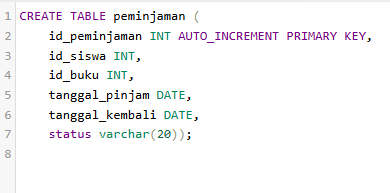 1 CREATE TABLE peminjaman (
2 id_peminjaman INT AUTO_INCREMENT PRIMARY KEY,
3 id_siswa INT,
4 id_buku INT,
5 tanggal_pinjam DATE,
6 tanggal_kembali DATE,
7 status varchar(20));
8